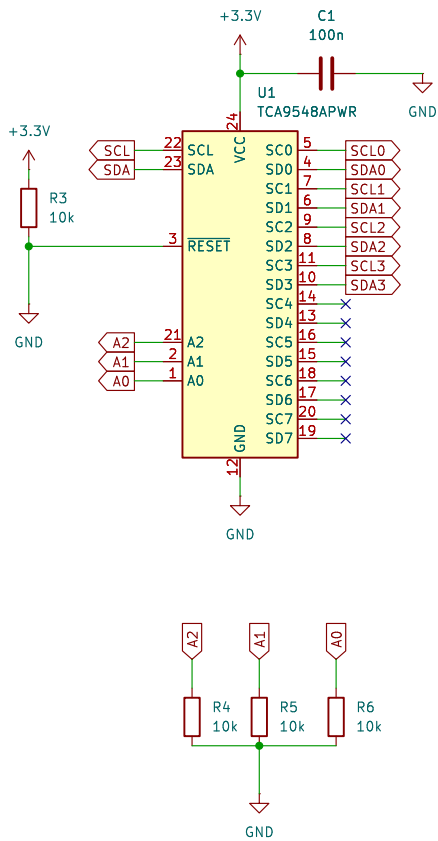 +3.3V
C1
100n
GND
U1
TCA9548APWR
24
VCC
+3.3V
R3
10k
GND
SCL 22 SCL
SDA 23 SDA
3 RESET
A2 21 A2
A1 2 A1
A0 1 A0
SC0 5 SCL0
SD0 4 SDA0
SC1 7 SCL1
SD1 6 SDA1
SC2 9 SCL2
SD2 8 SDA2
SC3 11 SCL3
SD3 10 SDA3
SC4 14
SD4 13
SC5 16
SD5 15
SC6 18
SD6 17
SC7 20
SD7 19
GND
12
GND
A2
A1
A0
R4
10k
R5
10k
R6
10k
GND